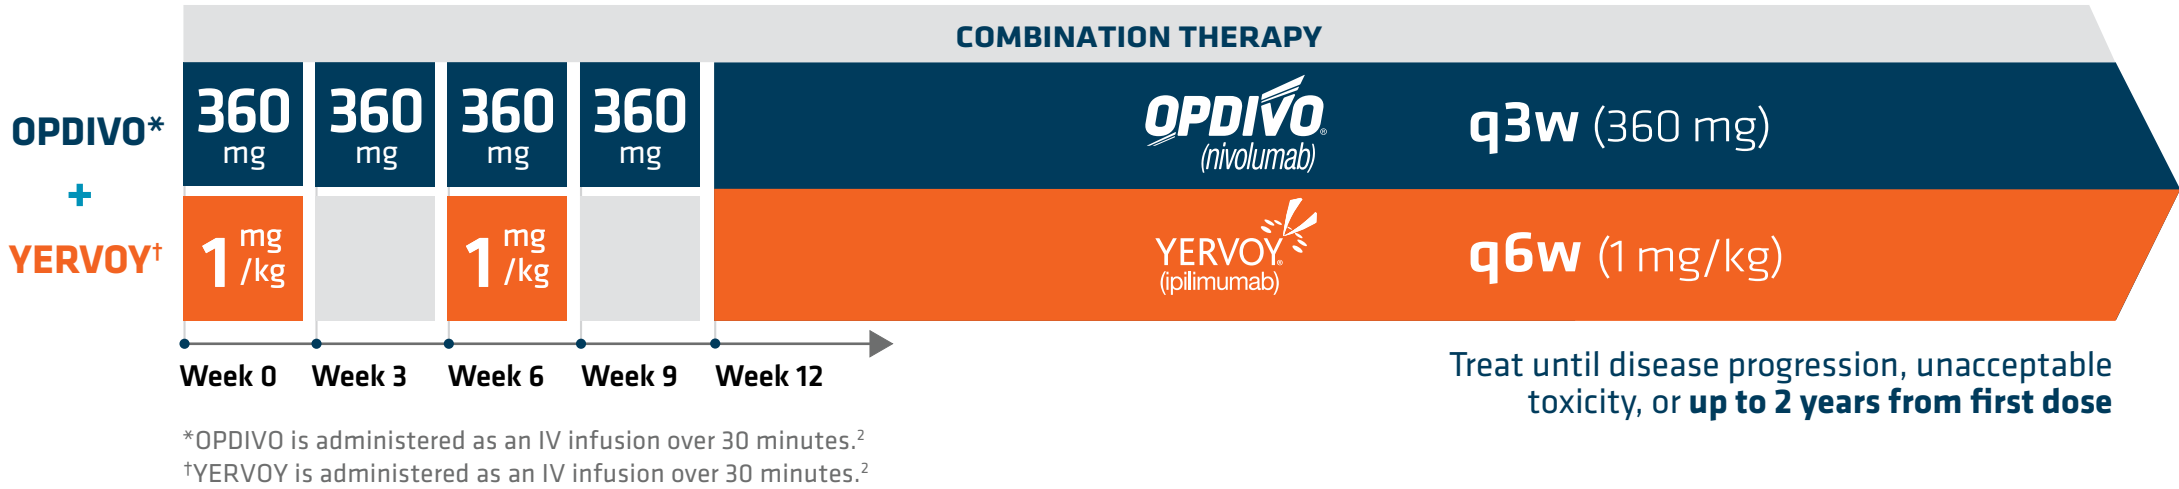 COMBINATION THERAPY
OPDIVO*
+
YERVOY†
360 mg
360 mg
360 mg
360 mg
OPDIVO®
(nivolumab)
q3w (360 mg)
1 mg/kg
1 mg/kg
YERVOY®
(ipilimumab)
q6w (1 mg/kg)
Week 0 Week 3 Week 6 Week 9 Week 12
Treat until disease progression, unacceptable
toxicity, or up to 2 years from first dose
*OPDIVO is administered as an IV infusion over 30 minutes.²
†YERVOY is administered as an IV infusion over 30 minutes.²